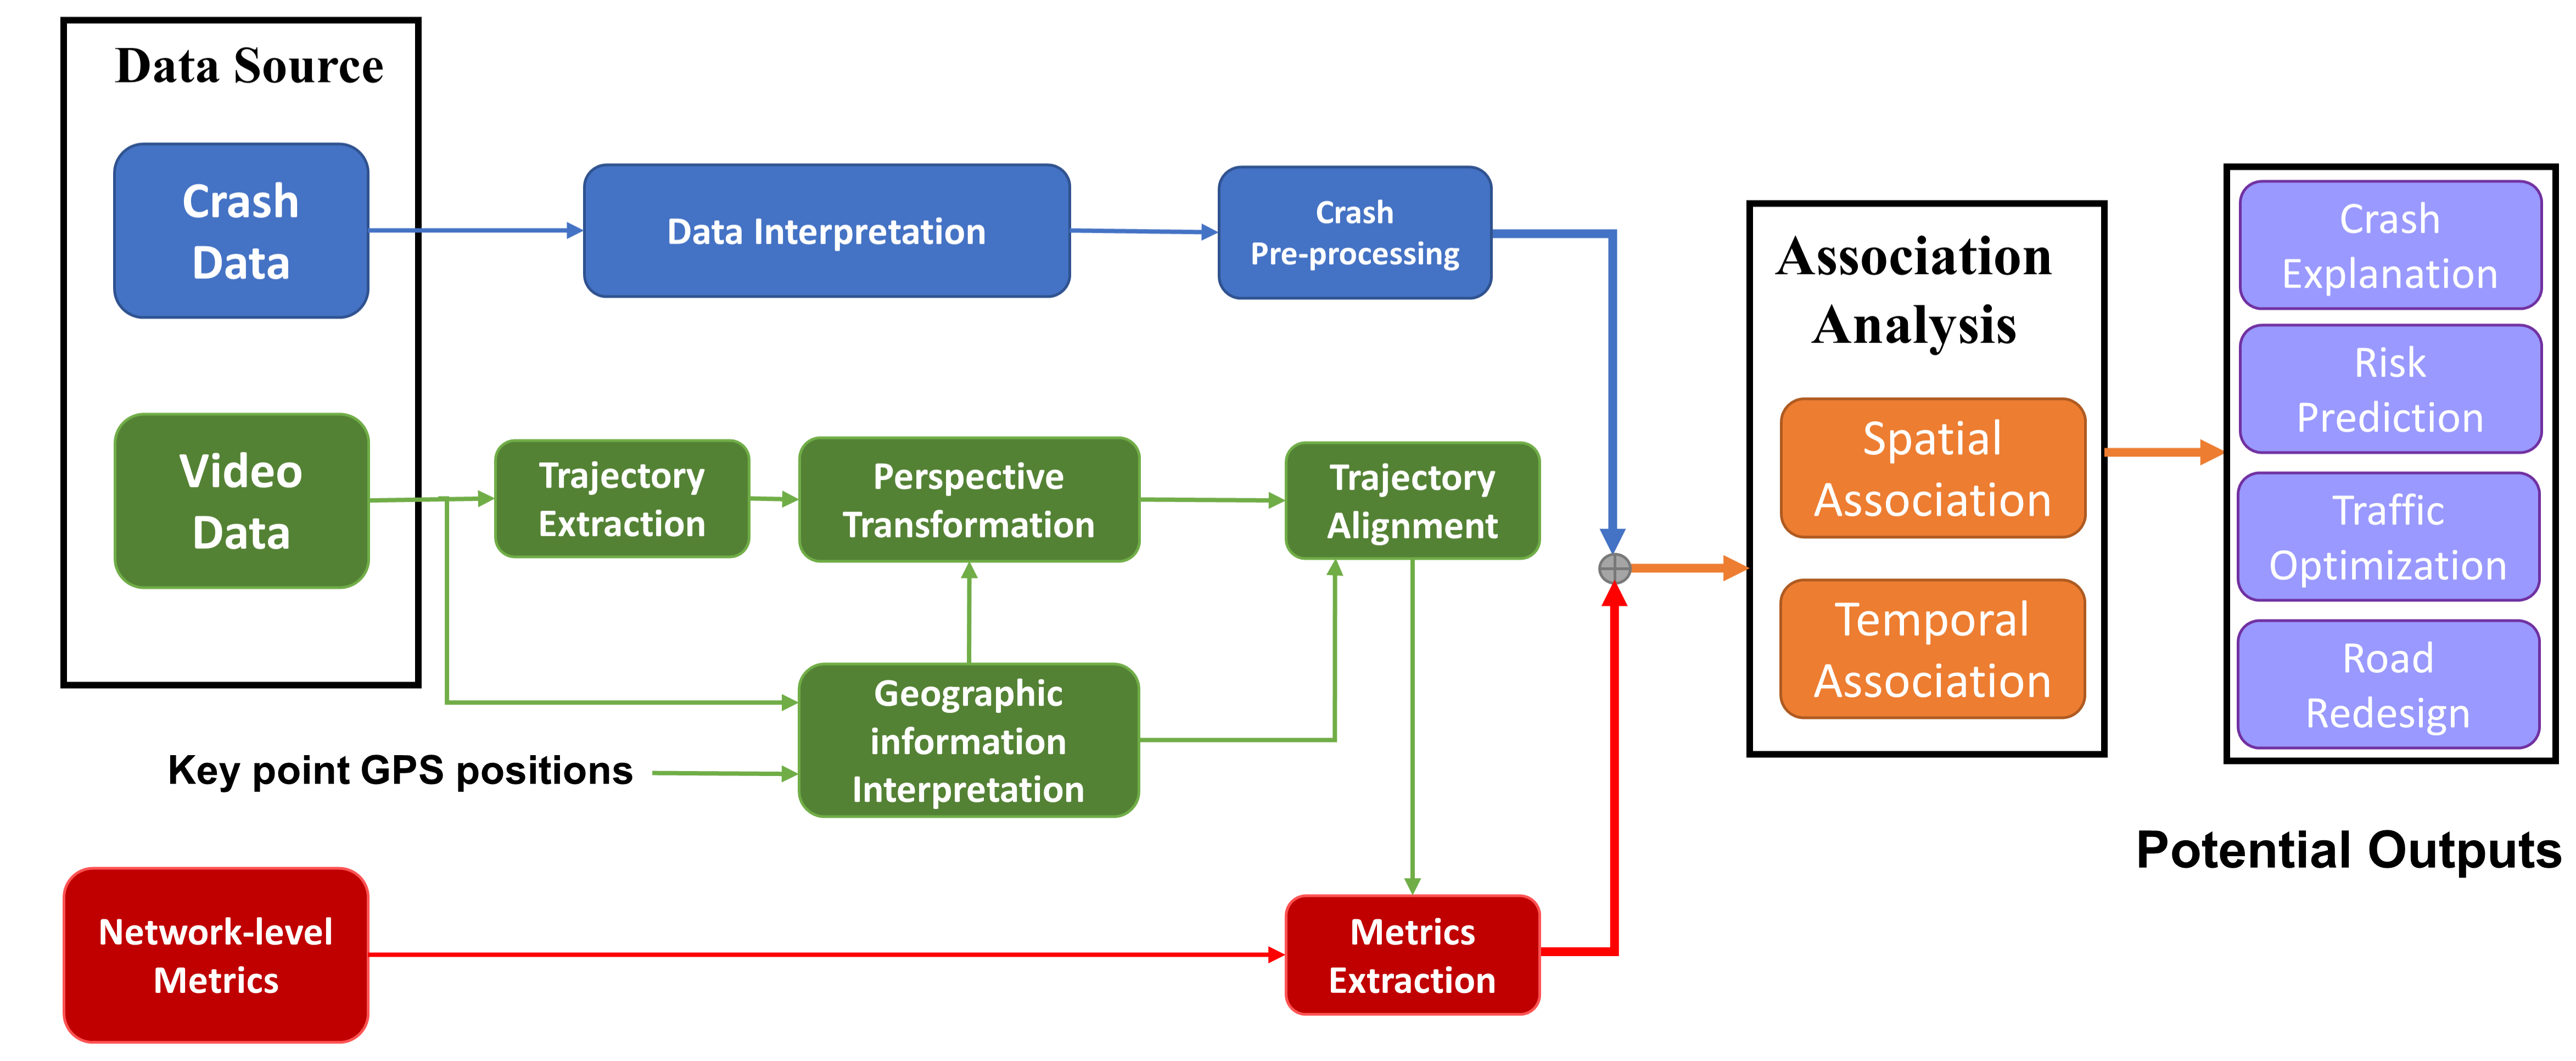 Data Source
Crash
Data
Data Interpretation
Crash
Pre-processing
Video
Data
Trajectory
Extraction
Perspective
Transformation
Trajectory
Alignment
Geographic
information
Interpretation
Key point GPS positions
Network-level
Metrics
Metrics
Extraction
Association
Analysis
Spatial
Association
Temporal
Association
Crash
Explanation
Risk
Prediction
Traffic
Optimization
Road
Redesign
Potential Outputs